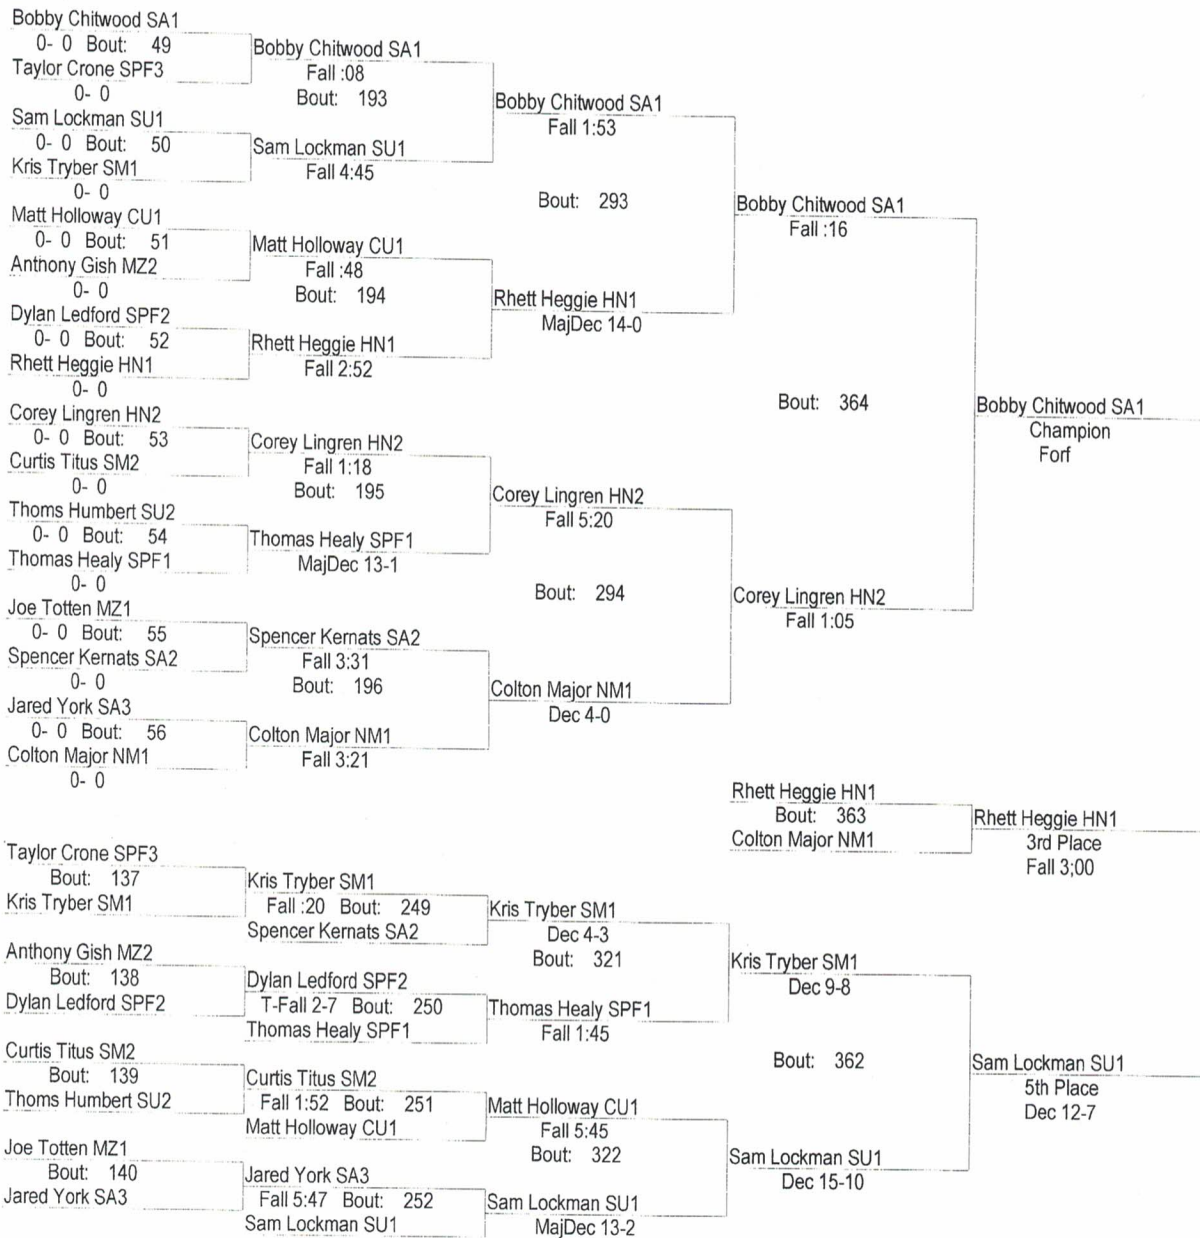 Bobby Chitwood SA1
0- 0 Bout: 49
Taylor Crone SPF3
0- 0
Sam Lockman SU1
0- 0 Bout: 50
Kris Tryber SM1
0- 0
Matt Holloway CU1
0- 0 Bout: 51
Anthony Gish MZ2
0- 0
Dylan Ledford SPF2
0- 0 Bout: 52
Rhett Heggie HN1
0- 0
Corey Lingren HN2
0- 0 Bout: 53
Curtis Titus SM2
0- 0
Thoms Humbert SU2
0- 0 Bout: 54
Thomas Healy SPF1
0- 0
Joe Totten MZ1
0- 0 Bout: 55
Spencer Kernats SA2
0- 0
Jared York SA3
0- 0 Bout: 56
Colton Major NM1
0- 0
Bobby Chitwood SA1
Fall :08
Bout: 193
Sam Lockman SU1
Fall 4:45
Matt Holloway CU1
Fall :48
Bout: 194
Rhett Heggie HN1
Fall 2:52
Corey Lingren HN2
Fall 1:18
Bout: 195
Thomas Healy SPF1
MajDec 13-1
Spencer Kernats SA2
Fall 3:31
Bout: 196
Colton Major NM1
Fall 3:21
Bobby Chitwood SA1
Fall 1:53
Bout: 293
Rhett Heggie HN1
MajDec 14-0
Corey Lingren HN2
Fall 5:20
Bout: 294
Colton Major NM1
Dec 4-0
Bobby Chitwood SA1
Fall :16
Bout: 364
Corey Lingren HN2
Fall 1:05
Bobby Chitwood SA1
Champion
Forf
Rhett Heggie HN1
Bout: 363
Colton Major NM1
Rhett Heggie HN1
3rd Place
Fall 3;00
Taylor Crone SPF3
Bout: 137
Kris Tryber SM1
Anthony Gish MZ2
Bout: 138
Dylan Ledford SPF2
Curtis Titus SM2
Bout: 139
Thoms Humbert SU2
Joe Totten MZ1
Bout: 140
Jared York SA3
Kris Tryber SM1
Fall :20 Bout: 249
Spencer Kernats SA2
Dylan Ledford SPF2
T-Fall 2-7 Bout: 250
Thomas Healy SPF1
Curtis Titus SM2
Fall 1:52 Bout: 251
Matt Holloway CU1
Jared York SA3
Fall 5:47 Bout: 252
Sam Lockman SU1
Kris Tryber SM1
Dec 4-3
Bout: 321
Thomas Healy SPF1
Fall 1:45
Matt Holloway CU1
Fall 5:45
Bout: 322
Sam Lockman SU1
MajDec 13-2
Kris Tryber SM1
Dec 9-8
Bout: 362
Sam Lockman SU1
Dec 15-10
Sam Lockman SU1
5th Place
Dec 12-7